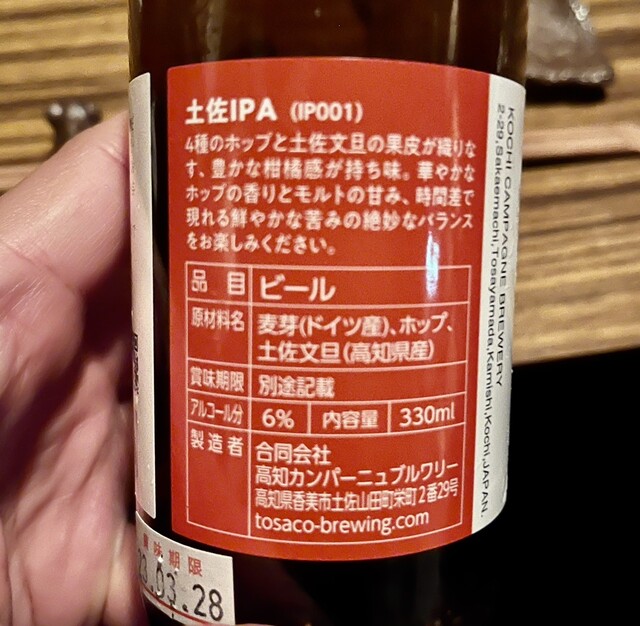 土佐IPA (IP001)
4種のホップと土佐文旦の果皮が織りな
す、豊かな柑橘感が持ち味。華やかな
ホップの香りとモルトの甘み、時間差で
現れる鮮やかな苦みの絶妙なバランス
をお楽しみください。
品 目 ビール
原材料名 麦芽(ドイツ産)、ホップ、
土佐文旦(高知県産)
賞味期限 別途記載
アルコール分 6% 内容量 330ml
製造者 合同会社
高知カンパーニュブルワリー
高知県香美市土佐山田町栄町2番29号
tosaco-brewing.com
KOCHI CAMPAGNE BREWERY
2-29,Sakaemachi,Tosayamada,Kamishi,Kochi,JAPAN.
賞味期限
23.03.28